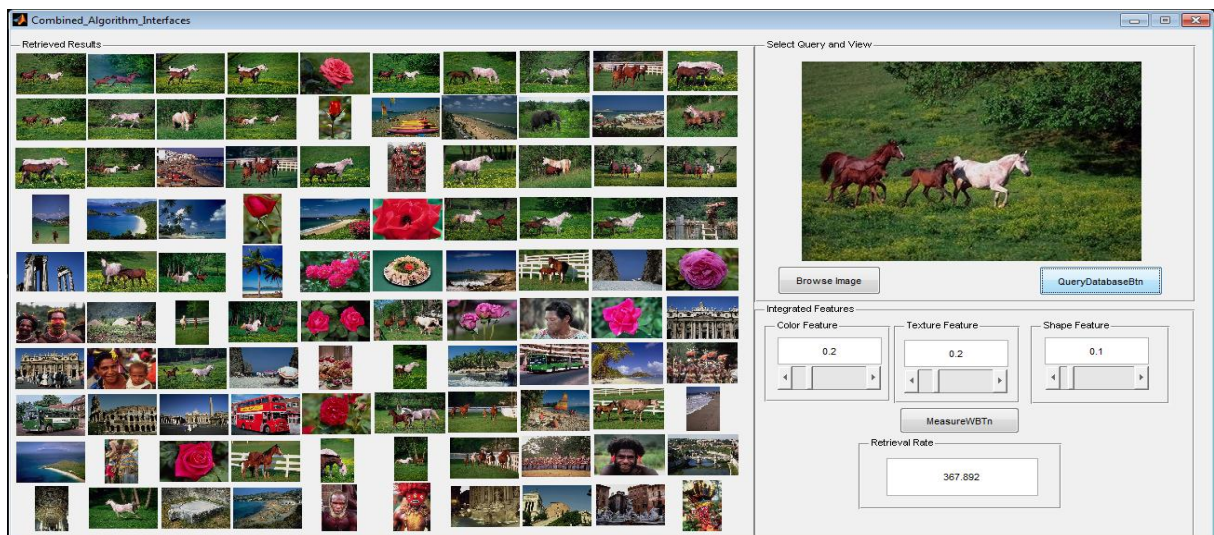 Combined_Algorithm_Interfaces
Retrieved Results
Select Query and View
Browse Image
QueryDatabaseBtn
Integrated Features
Color Feature
Texture Feature
Shape Feature
0.2
0.2
0.1
MeasureWBTn
Retrieval Rate
367.892